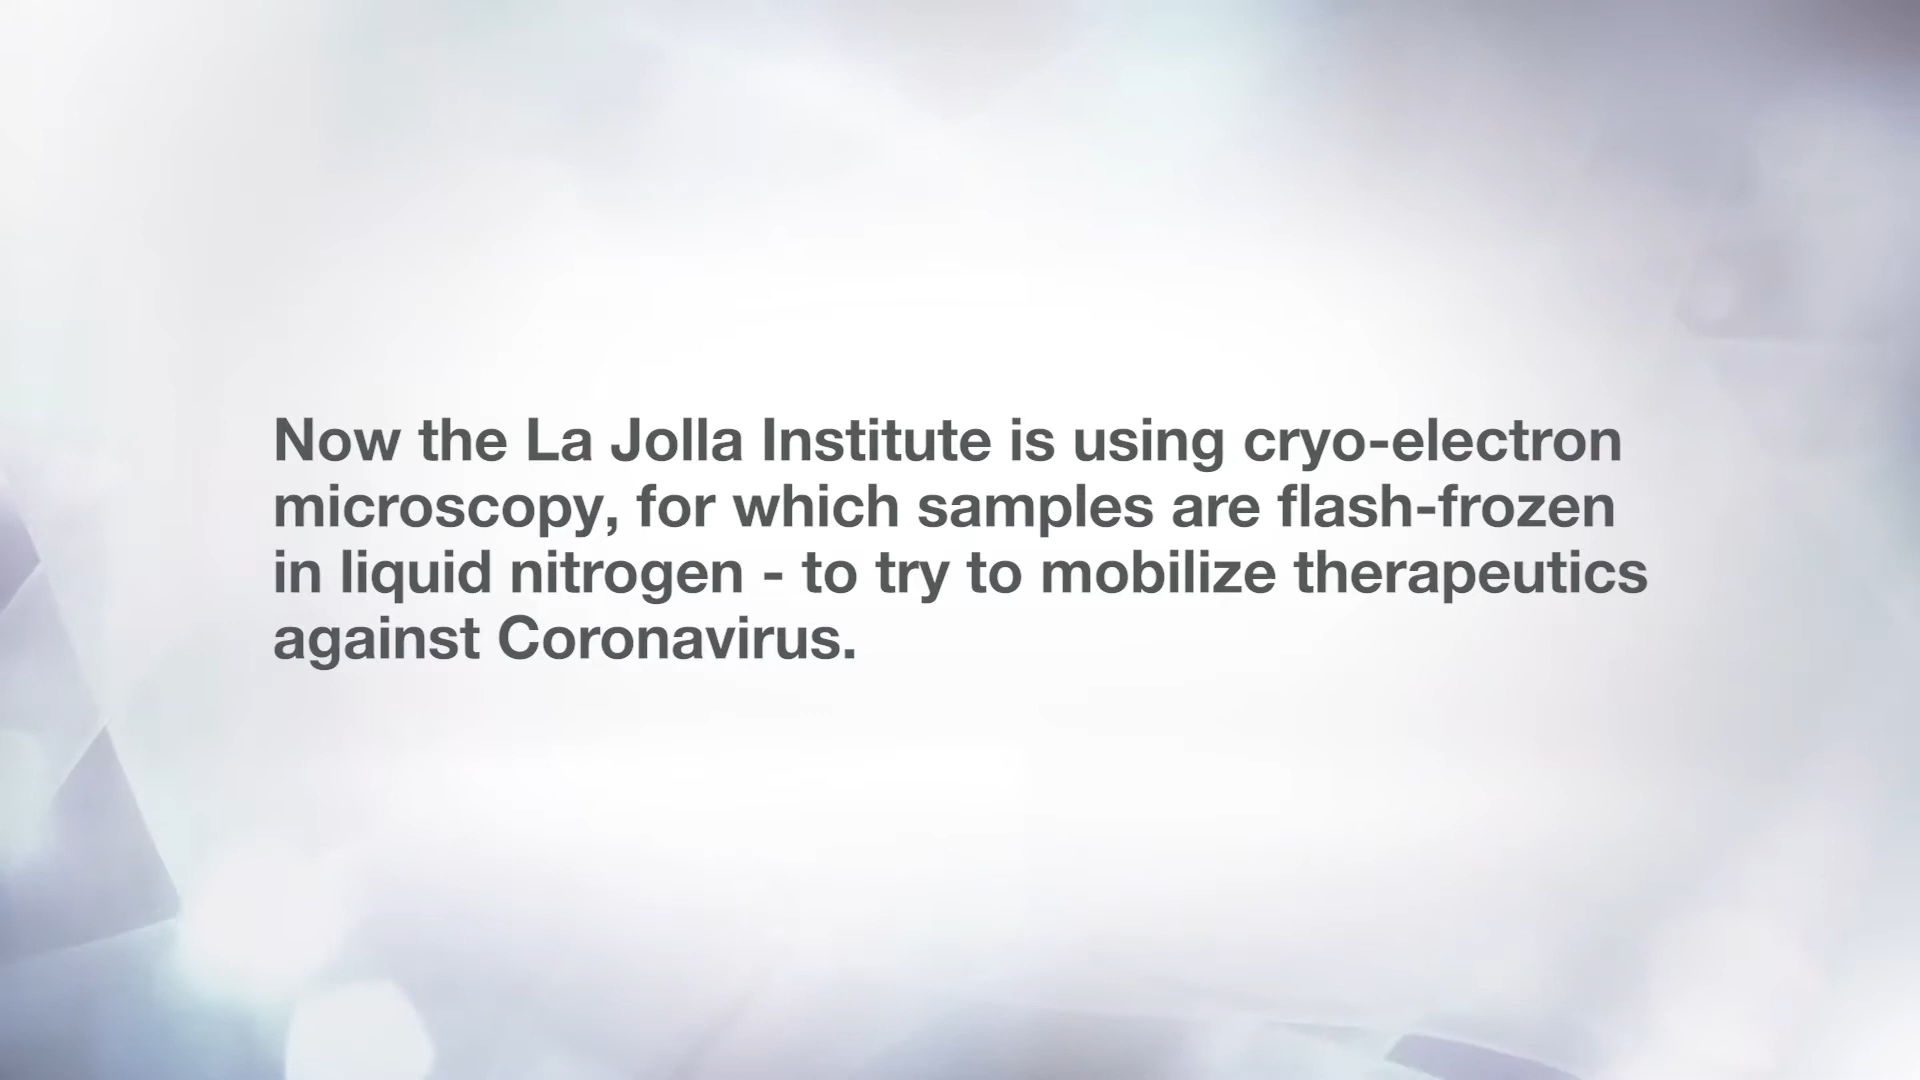 Now the La Jolla Institute is using cryo-electron
microscopy, for which samples are flash-frozen
in liquid nitrogen - to try to mobilize therapeutics
against Coronavirus.